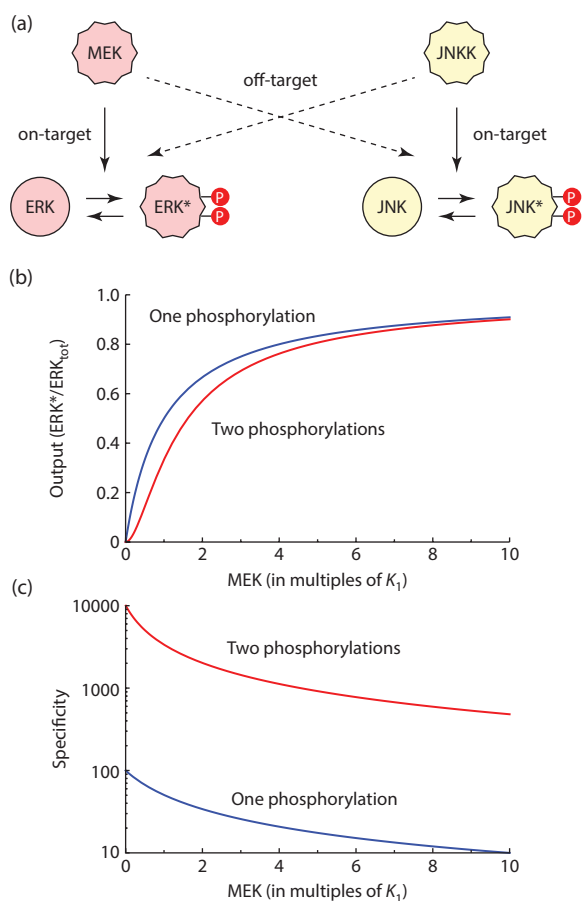 (a)
MEK
JNKK
off-target
on-target
on-target
ERK
ERK*
P
P
JNK
JNK*
P
P
(b)
1.0
0.8
0.6
0.4
0.2
0
Output (ERK*/ERKtot)
One phosphorylation
Two phosphorylations
0 2 4 6 8 10
MEK (in multiples of K1)
(c)
10000
1000
100
10
Specificity
Two phosphorylations
One phosphorylation
0 2 4 6 8 10
MEK (in multiples of K1)